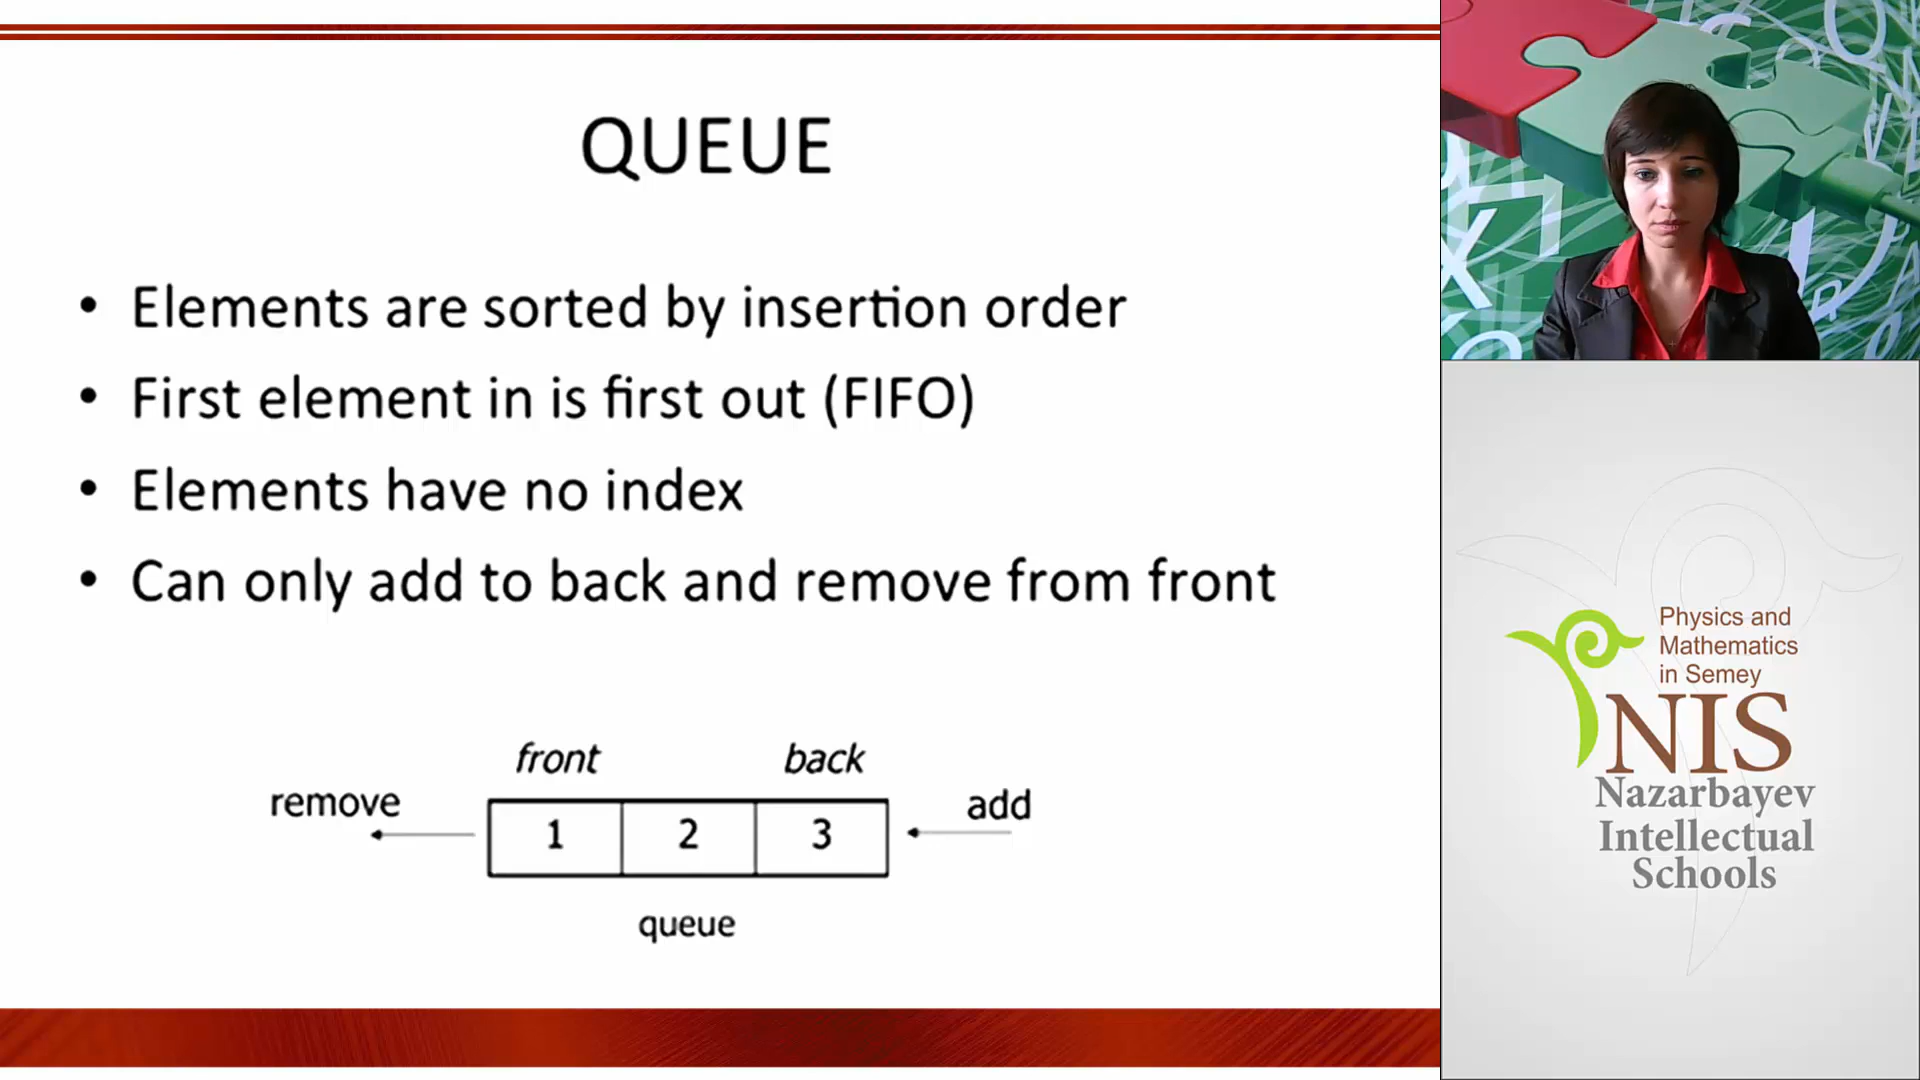 QUEUE
• Elements are sorted by insertion order
• First element in is first out (FIFO)
• Elements have no index
• Can only add to back and remove from front
front back
remove add
1 2 3
queue
Physics and
Mathematics
in Semey
NIS
Nazarbayev
Intellectual
Schools